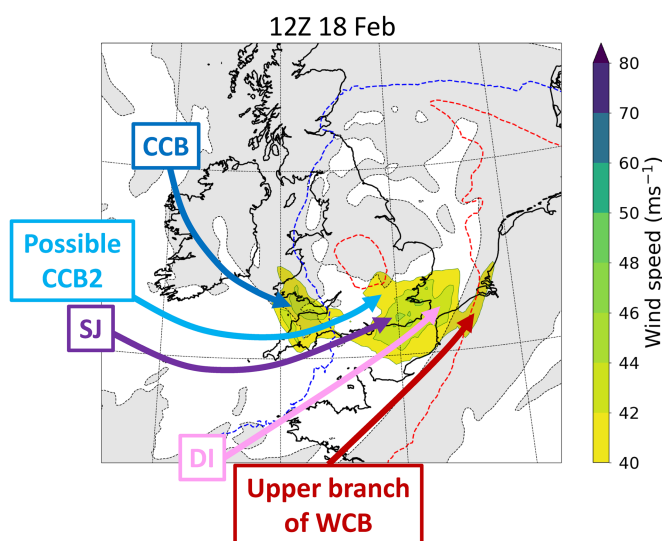 12Z 18 Feb
CCB
Possible
CCB2
SJ
DI
Upper branch
of WCB
80
70
60
50
48
46
44
42
40
Wind speed (ms⁻¹)